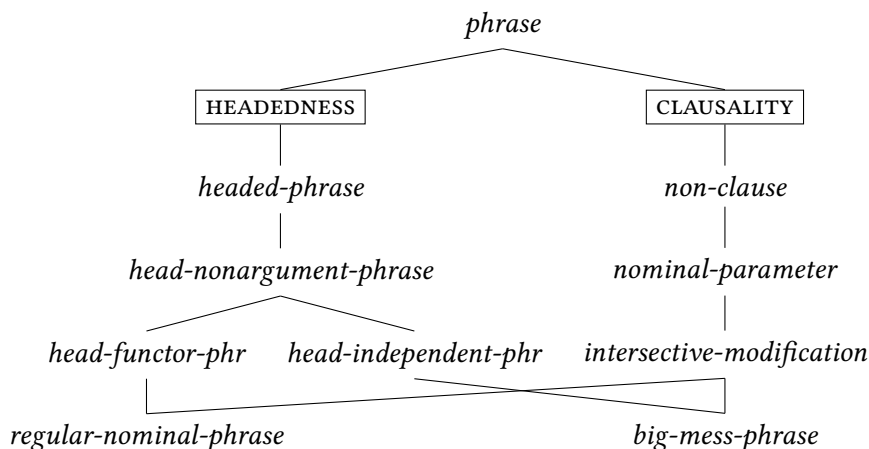 phrase
HEADEDNESS CLAUSALITY
headed-phrase non-clause
head-nonargument-phrase nominal-parameter
head-functor-phr head-independent-phr intersective-modification
regular-nominal-phrase big-mess-phrase